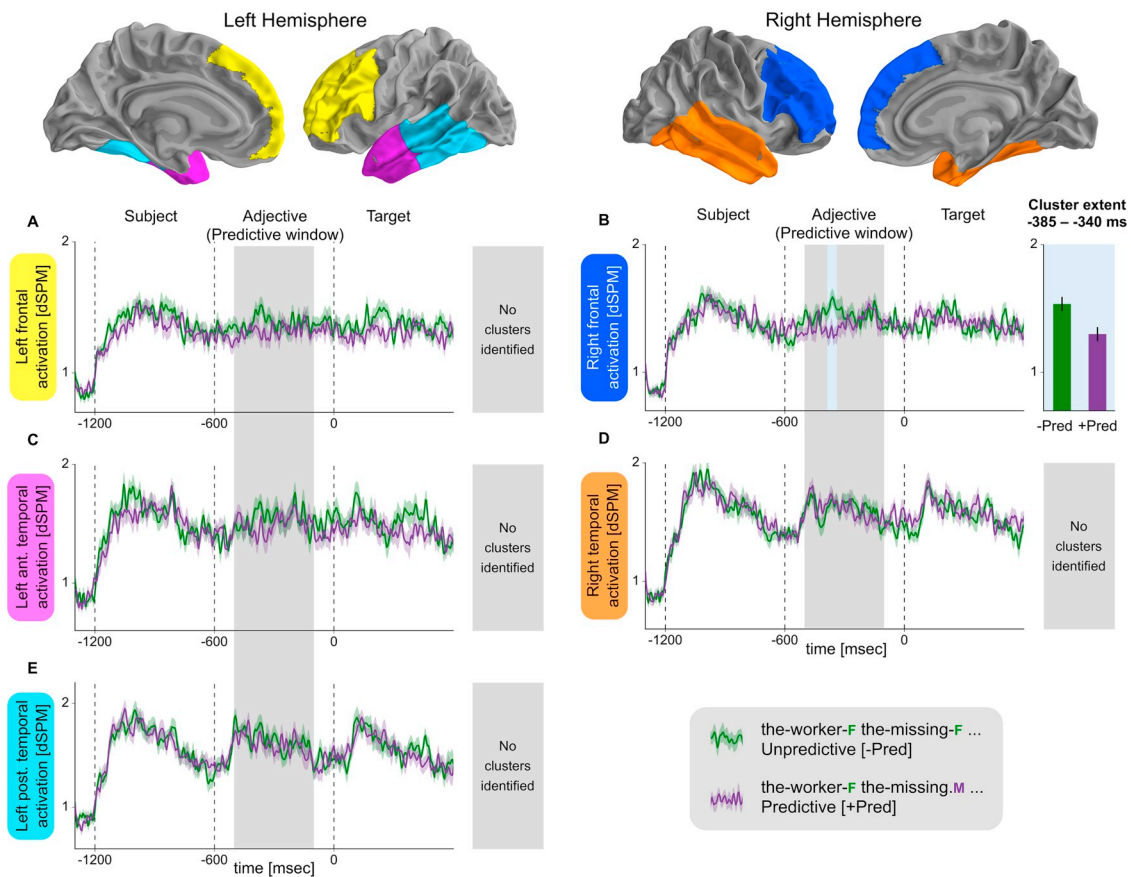 Left Hemisphere
Right Hemisphere
A
Subject
Adjective
(Predictive window)
Target
Left frontal
activation [dSPM]
2
1
-1200
-600
0
No
clusters
identified
B
Subject
Adjective
(Predictive window)
Target
Cluster extent
-385 – -340 ms
Right frontal
activation [dSPM]
2
1
-1200
-600
0
2
1
-Pred
+Pred
C
Left ant. temporal
activation [dSPM]
2
1
-1200
-600
0
No
clusters
identified
D
Right temporal
activation [dSPM]
2
1
-1200
-600
0
time [msec]
No
clusters
identified
E
Left post. temporal
activation [dSPM]
2
1
-1200
-600
0
time [msec]
No
clusters
identified
the-worker-F the-missing-F ...
Unpredictive [-Pred]
the-worker-F the-missing.M ...
Predictive [+Pred]